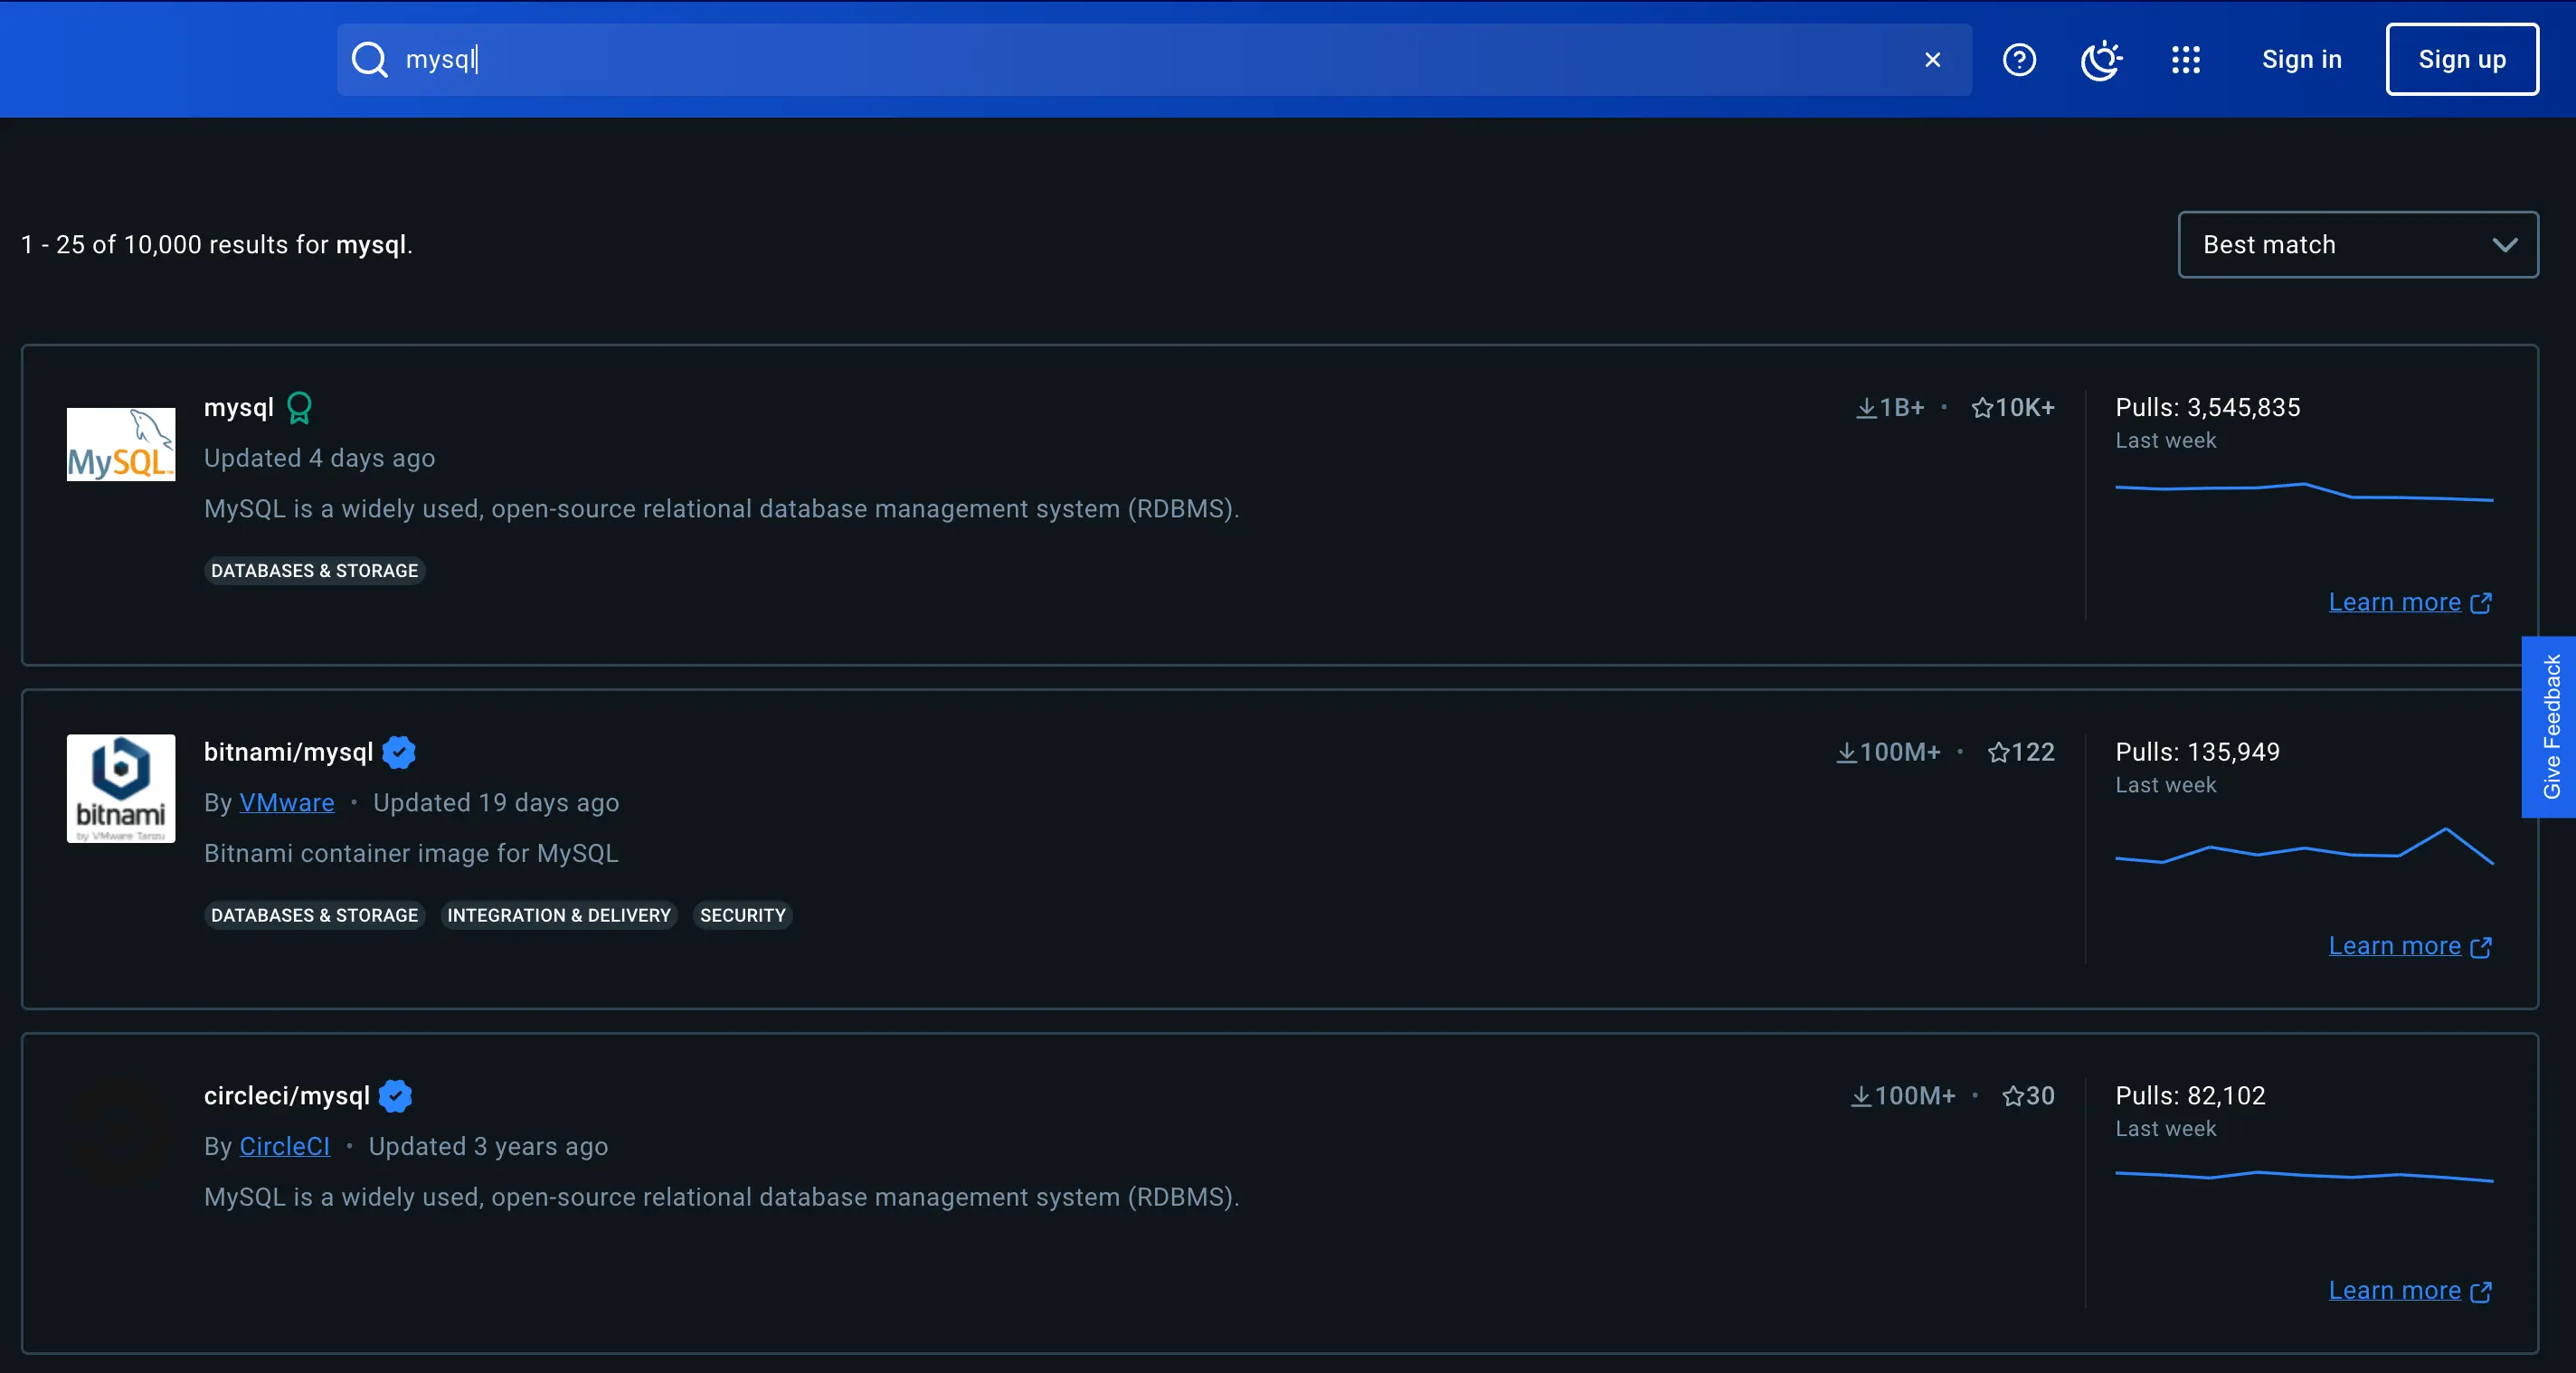 mysql
Sign in
Sign up
1 - 25 of 10,000 results for mysql.
Best match
MySQL
mysql
1B+ • 10K+
Updated 4 days ago
MySQL is a widely used, open-source relational database management system (RDBMS).
DATABASES & STORAGE
Pulls: 3,545,835
Last week
Learn more
Give Feedback
bitnami
by VMware Tanzu
bitnami/mysql
100M+ • 122
By VMware • Updated 19 days ago
Bitnami container image for MySQL
DATABASES & STORAGE INTEGRATION & DELIVERY SECURITY
Pulls: 135,949
Last week
Learn more
circleci/mysql
100M+ • 30
By CircleCI • Updated 3 years ago
MySQL is a widely used, open-source relational database management system (RDBMS).
Pulls: 82,102
Last week
Learn more